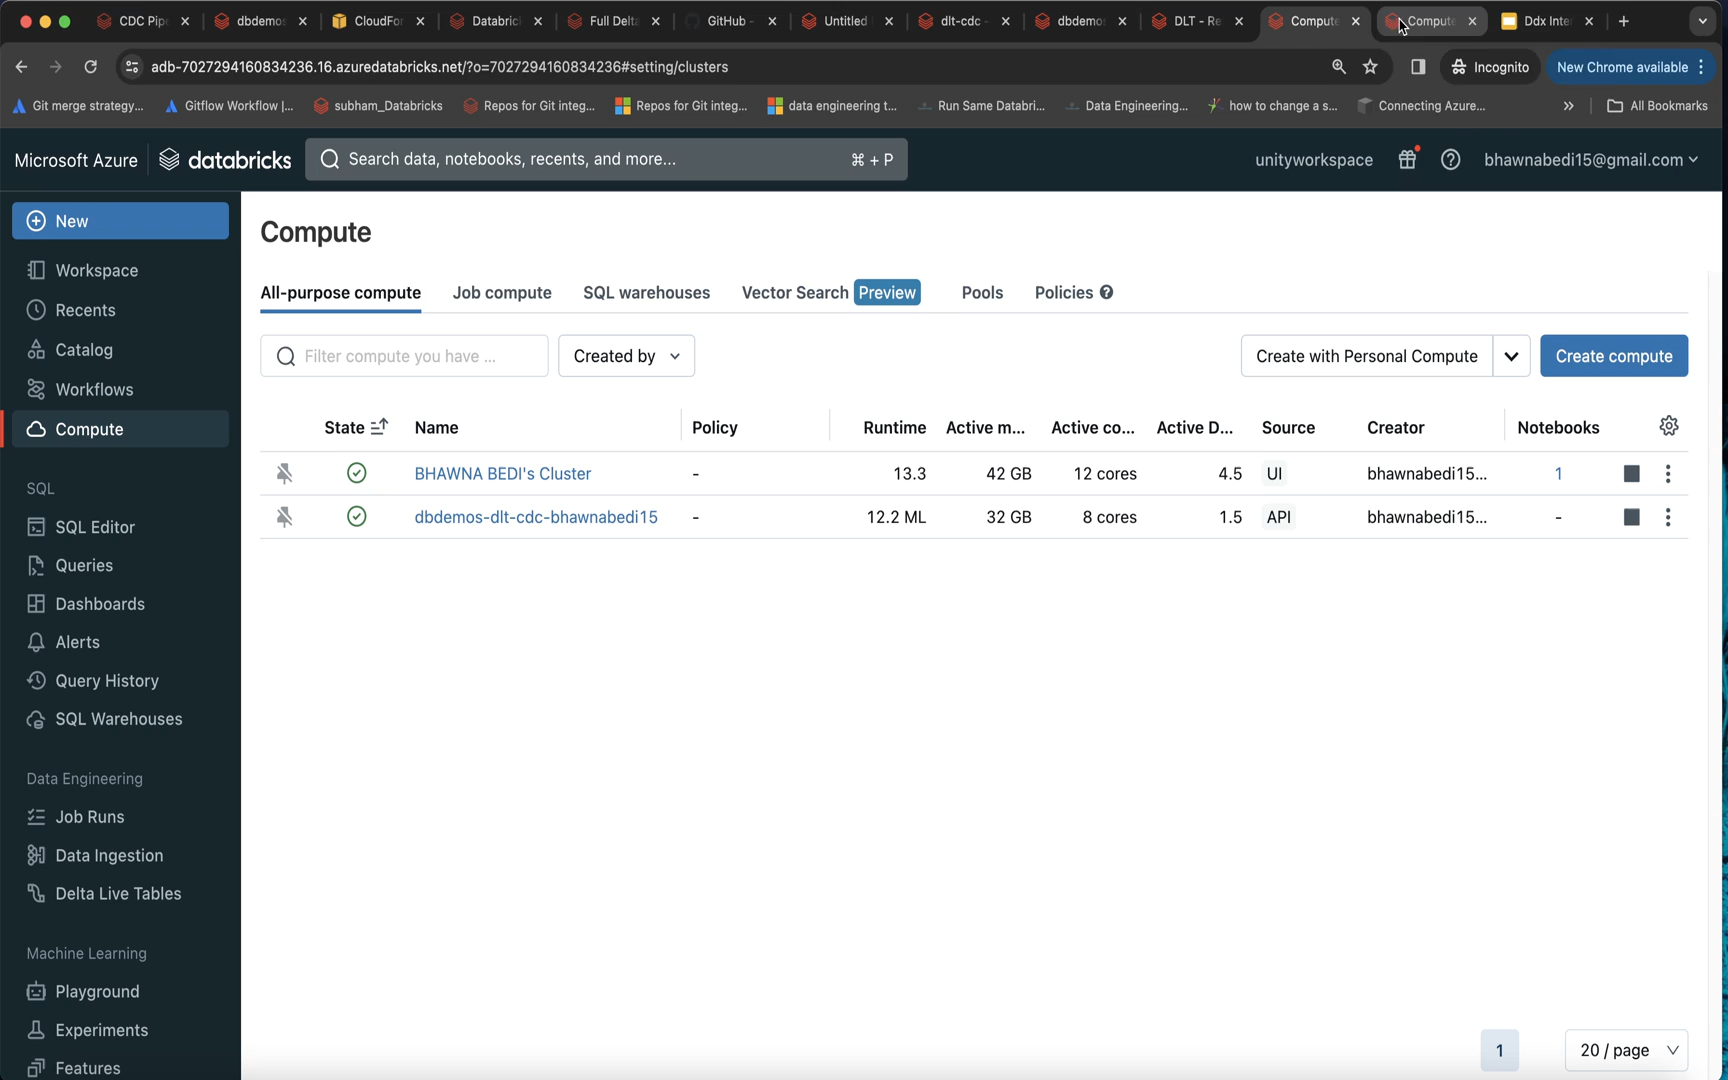 CDC Pip
dbdemos
CloudFor
Databric
Full Delta
GitHub -
Untitled
dlt-cdc -
dbdemos
DLT - Re
Compute
Compute
Ddx Inte
adb-7027294160834236.16.azuredatabricks.net/?o=7027294160834236#setting/clusters
Incognito
New Chrome available
Git merge strategy...
Gitflow Workflow |...
subham_Databricks
Repos for Git integ...
Repos for Git integ...
data engineering t...
Run Same Databri...
Data Engineering...
how to change a s...
Connecting Azure...
»
All Bookmarks
Microsoft Azure
databricks
Search data, notebooks, recents, and more...
⌘ + P
unityworkspace
bhawnabedi15@gmail.com
New
Workspace
Recents
Catalog
Workflows
Compute
SQL
SQL Editor
Queries
Dashboards
Alerts
Query History
SQL Warehouses
Data Engineering
Job Runs
Data Ingestion
Delta Live Tables
Machine Learning
Playground
Experiments
Features
Compute
All-purpose compute
Job compute
SQL warehouses
Vector Search Preview
Pools
Policies ?
Filter compute you have ...
Created by
Create with Personal Compute
Create compute
State Name Policy Runtime Active m... Active co... Active D... Source Creator Notebooks
BHAWNA BEDI's Cluster - 13.3 42 GB 12 cores 4.5 UI bhawnabedi15... 1
dbdemos-dlt-cdc-bhawnabedi15 - 12.2 ML 32 GB 8 cores 1.5 API bhawnabedi15... -
1
20 / page